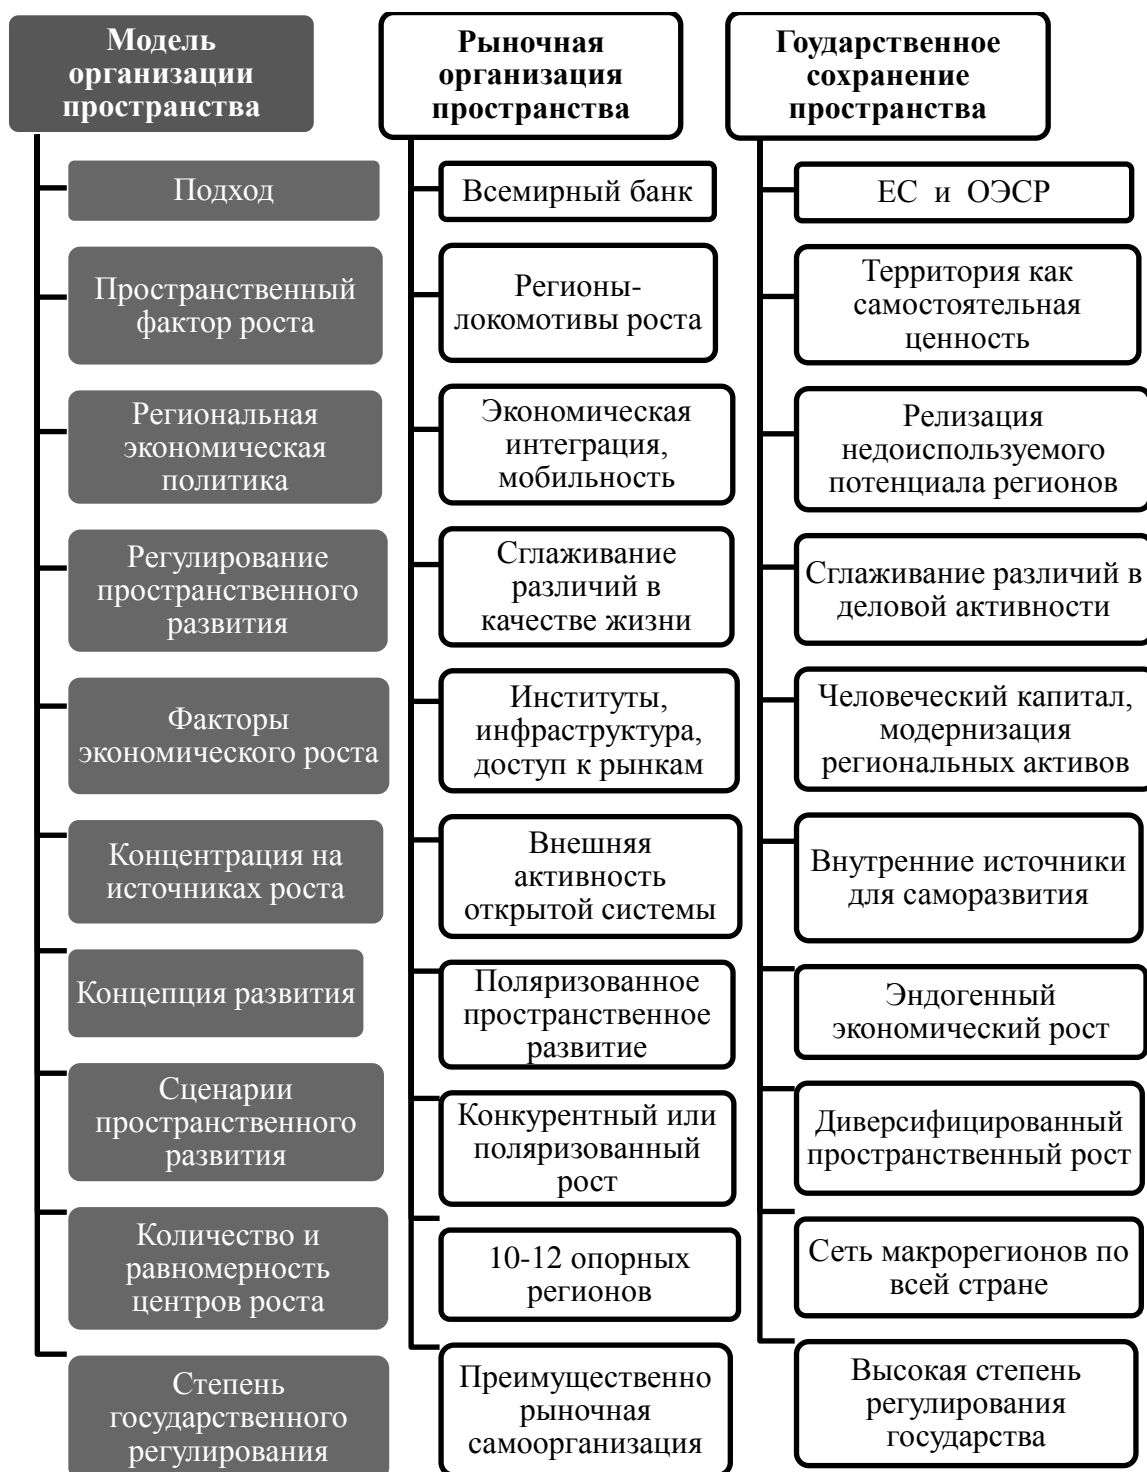 Модель
организации
пространства
Рыночная
организация
пространства
Гоударственное
сохранение
пространства
Подход
Всемирный банк
ЕС и ОЭСР
Пространственный
фактор роста
Регионы-
локомотивы роста
Территория как
самостоятельная
ценность
Региональная
экономическая
политика
Экономическая
интеграция,
мобильность
Релизация
недоиспользуемого
потенциала регионов
Регулирование
пространственного
развития
Сглаживание
различий в
качестве жизни
Сглаживание различий в
деловой активности
Факторы
экономического роста
Институты,
инфраструктура,
доступ к рынкам
Человеческий капитал,
модернизация
региональных активов
Концентрация на
источниках роста
Внешняя
активность
открытой системы
Внутренние источники
для саморазвития
Концепция развития
Поляризованное
пространственное
развитие
Эндогенный
экономический рост
Сценарии
пространственного
развития
Конкурентный или
поляризованный
рост
Диверсифицированный
пространственный рост
Количество и
равномерность
центров роста
10-12 опорных
регионов
Сеть макрорегионов по
всей стране
Степень
государственного
регулирования
Преимущественно
рыночная
самоорганизация
Высокая степень
регулирования
государства